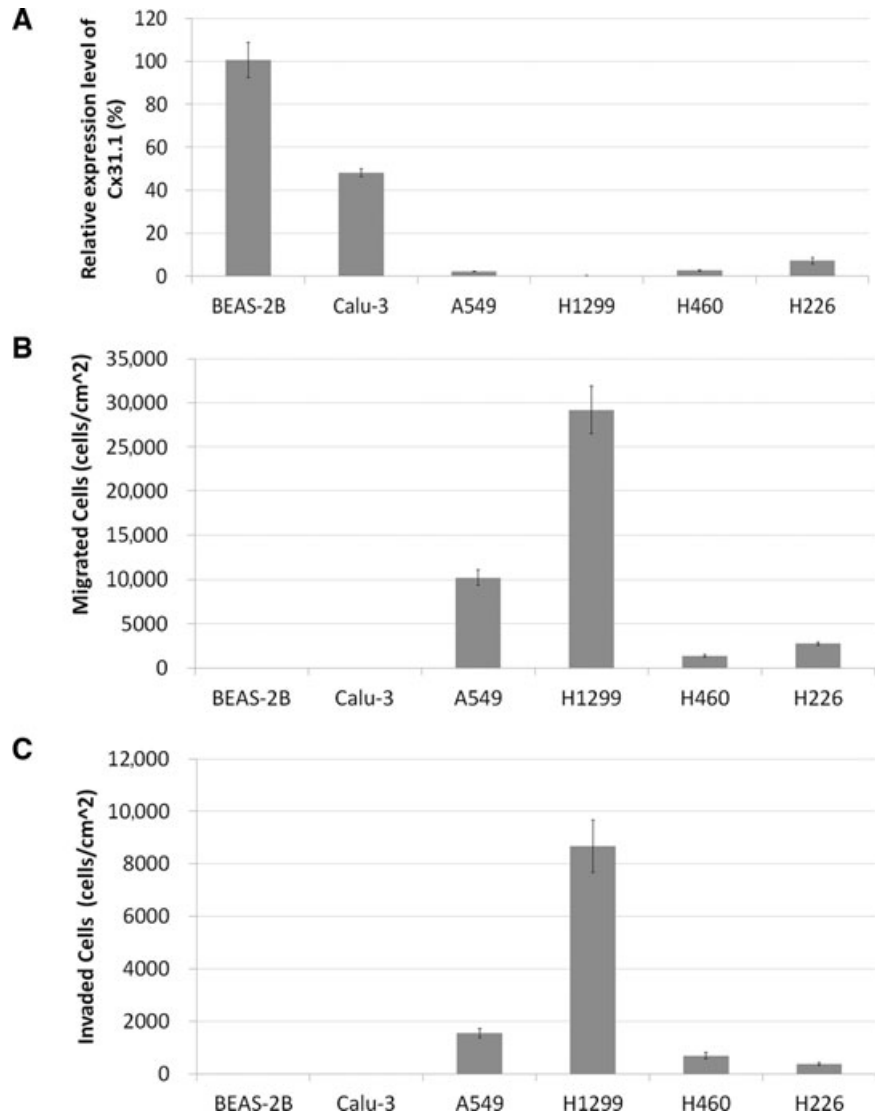 A
Relative expression level of
Cx31.1 (%)
120
100
80
60
40
20
0
BEAS-2B Calu-3 A549 H1299 H460 H226
B
Migrated Cells (cells/cm^2)
35,000
30,000
25,000
20,000
15,000
10,000
5000
0
BEAS-2B Calu-3 A549 H1299 H460 H226
C
Invaded Cells (cells/cm^2)
12,000
10,000
8000
6000
4000
2000
0
BEAS-2B Calu-3 A549 H1299 H460 H226